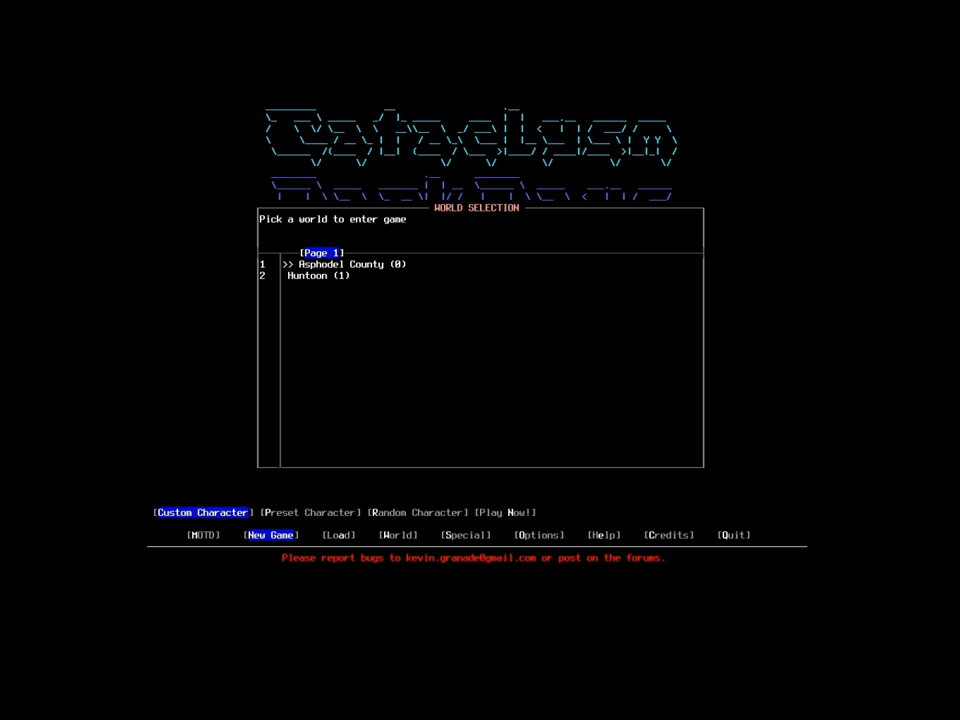 Cataclysm
WORLD SELECTION
Pick a world to enter game
[Page 1]
1 >> Asphodel County (0)
2 Huntoon (1)
[Custom Character] [Preset Character] [Random Character] [Play Now!]
[MOTD] [New Game] [Load] [World] [Special] [Options] [Help] [Credits] [Quit]
Please report bugs to kevin.granade@gmail.com or post on the forums.